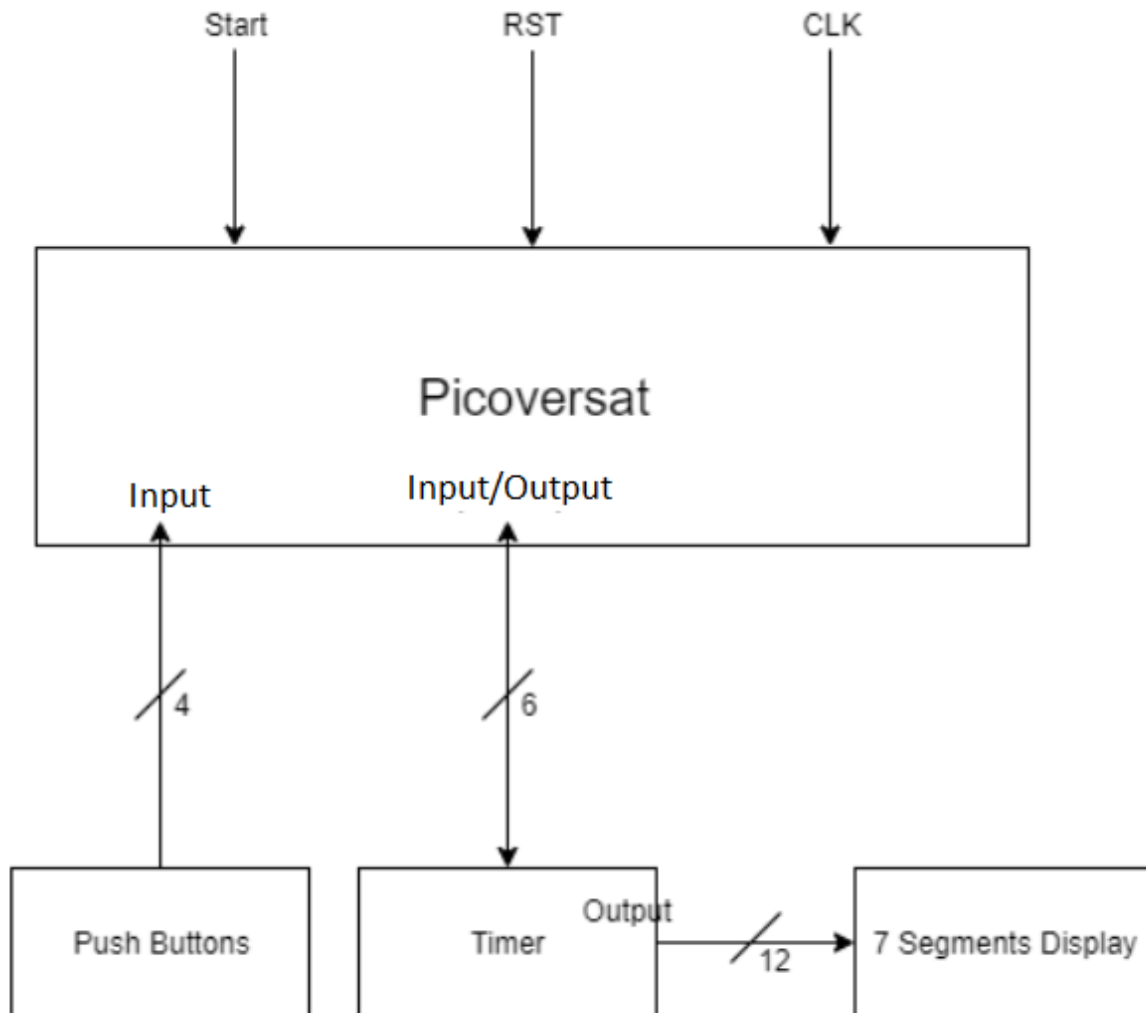 Start RST CLK
Picoversat
Input Input/Output
4 6
Output
Push Buttons Timer 7 Segments Display
12